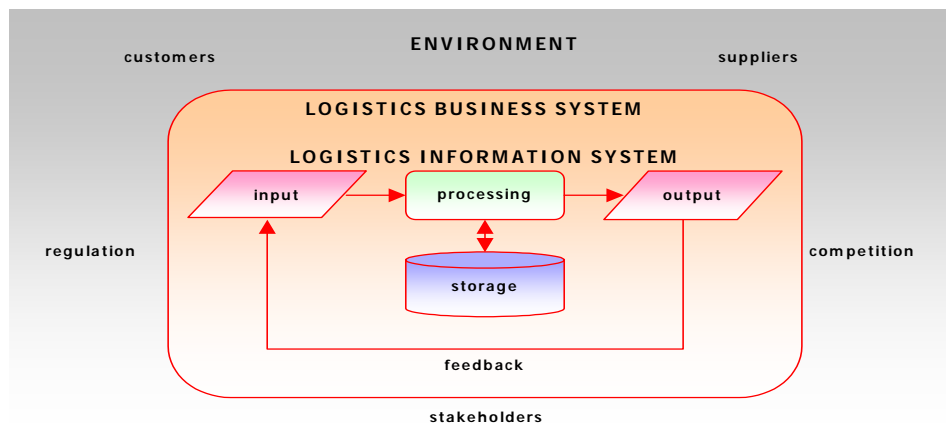 ENVIRONMENT
customers
suppliers
LOGISTICS BUSINESS SYSTEM
LOGISTICS INFORMATION SYSTEM
input
processing
output
regulation
competition
storage
feedback
stakeholders